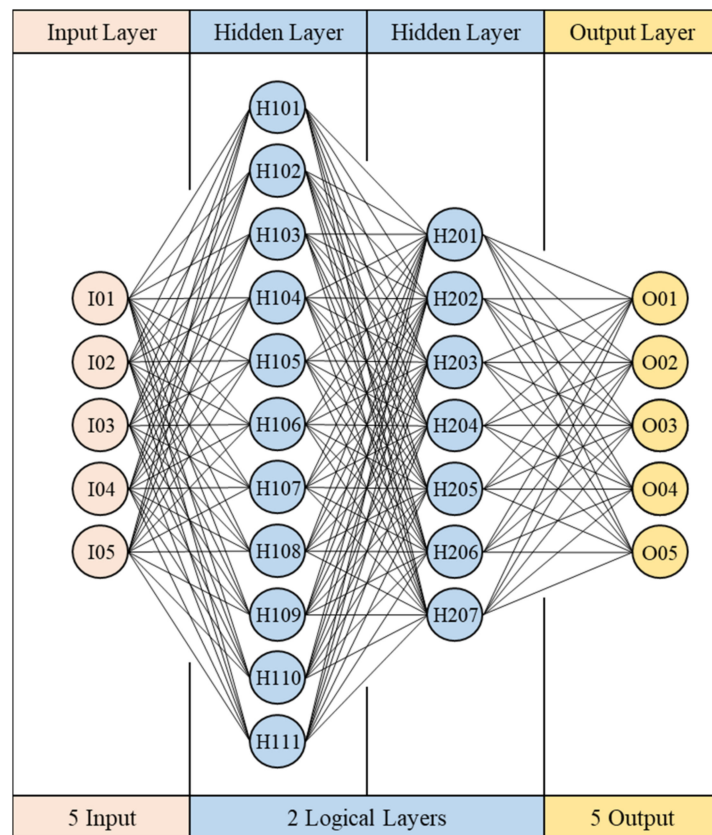 Input Layer
Hidden Layer
Hidden Layer
Output Layer
H101
H102
H103
H104
H105
H106
H107
H108
H109
H110
H111
I01
I02
I03
I04
I05
H201
H202
H203
H204
H205
H206
H207
O01
O02
O03
O04
O05
5 Input
2 Logical Layers
5 Output